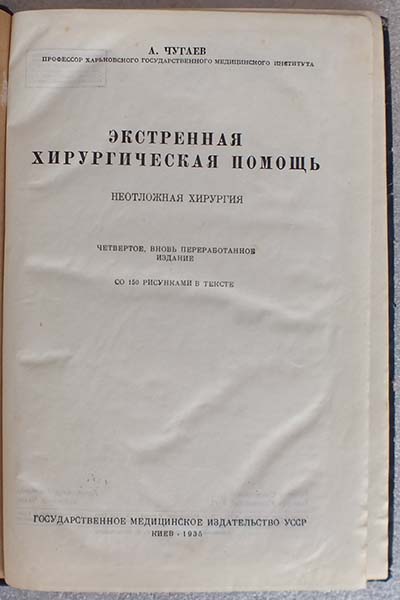 А. ЧУГАЕВ
ПРОФЕССОР ХАРЬКОВСКОГО ГОСУДАРСТВЕННОГО МЕДИЦИНСКОГО ИНСТИТУТА
ЭКСТРЕННАЯ
ХИРУРГИЧЕСКАЯ ПОМОЩЬ
НЕОТЛОЖНАЯ ХИРУРГИЯ
ЧЕТВЕРТОЕ, ВНОВЬ ПЕРЕРАБОТАННОЕ
ИЗДАНИЕ
СО 150 РИСУНКАМИ В ТЕКСТЕ
ГОСУДАРСТВЕННОЕ МЕДИЦИНСКОЕ ИЗДАТЕЛЬСТВО УССР
КИЕВ - 1935